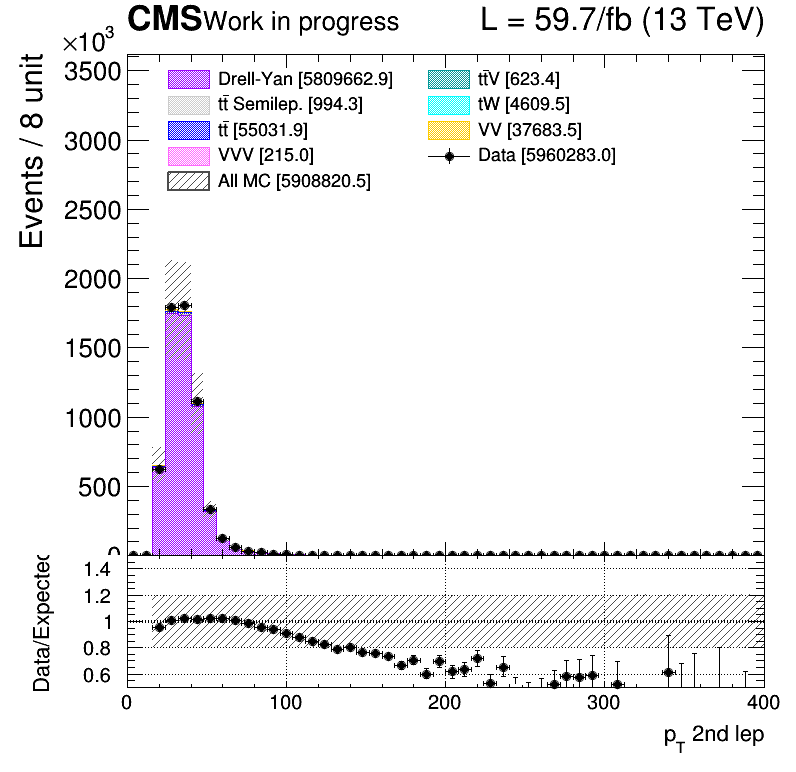 CMS Work in progress L = 59.7/fb (13 TeV)
×10³
Events / 8 unit
3500
3000
2500
2000
1500
1000
500
0
Drell-Yan [5809662.9]
tt̄ Semilep. [994.3]
tt̄ [55031.9]
VVV [215.0]
All MC [5908820.5]
tt̄V [623.4]
tW [4609.5]
VV [37683.5]
Data [5960283.0]
Data/Expected
1.4
1.2
1
0.8
0.6
0 100 200 300 400
p_T 2nd lep